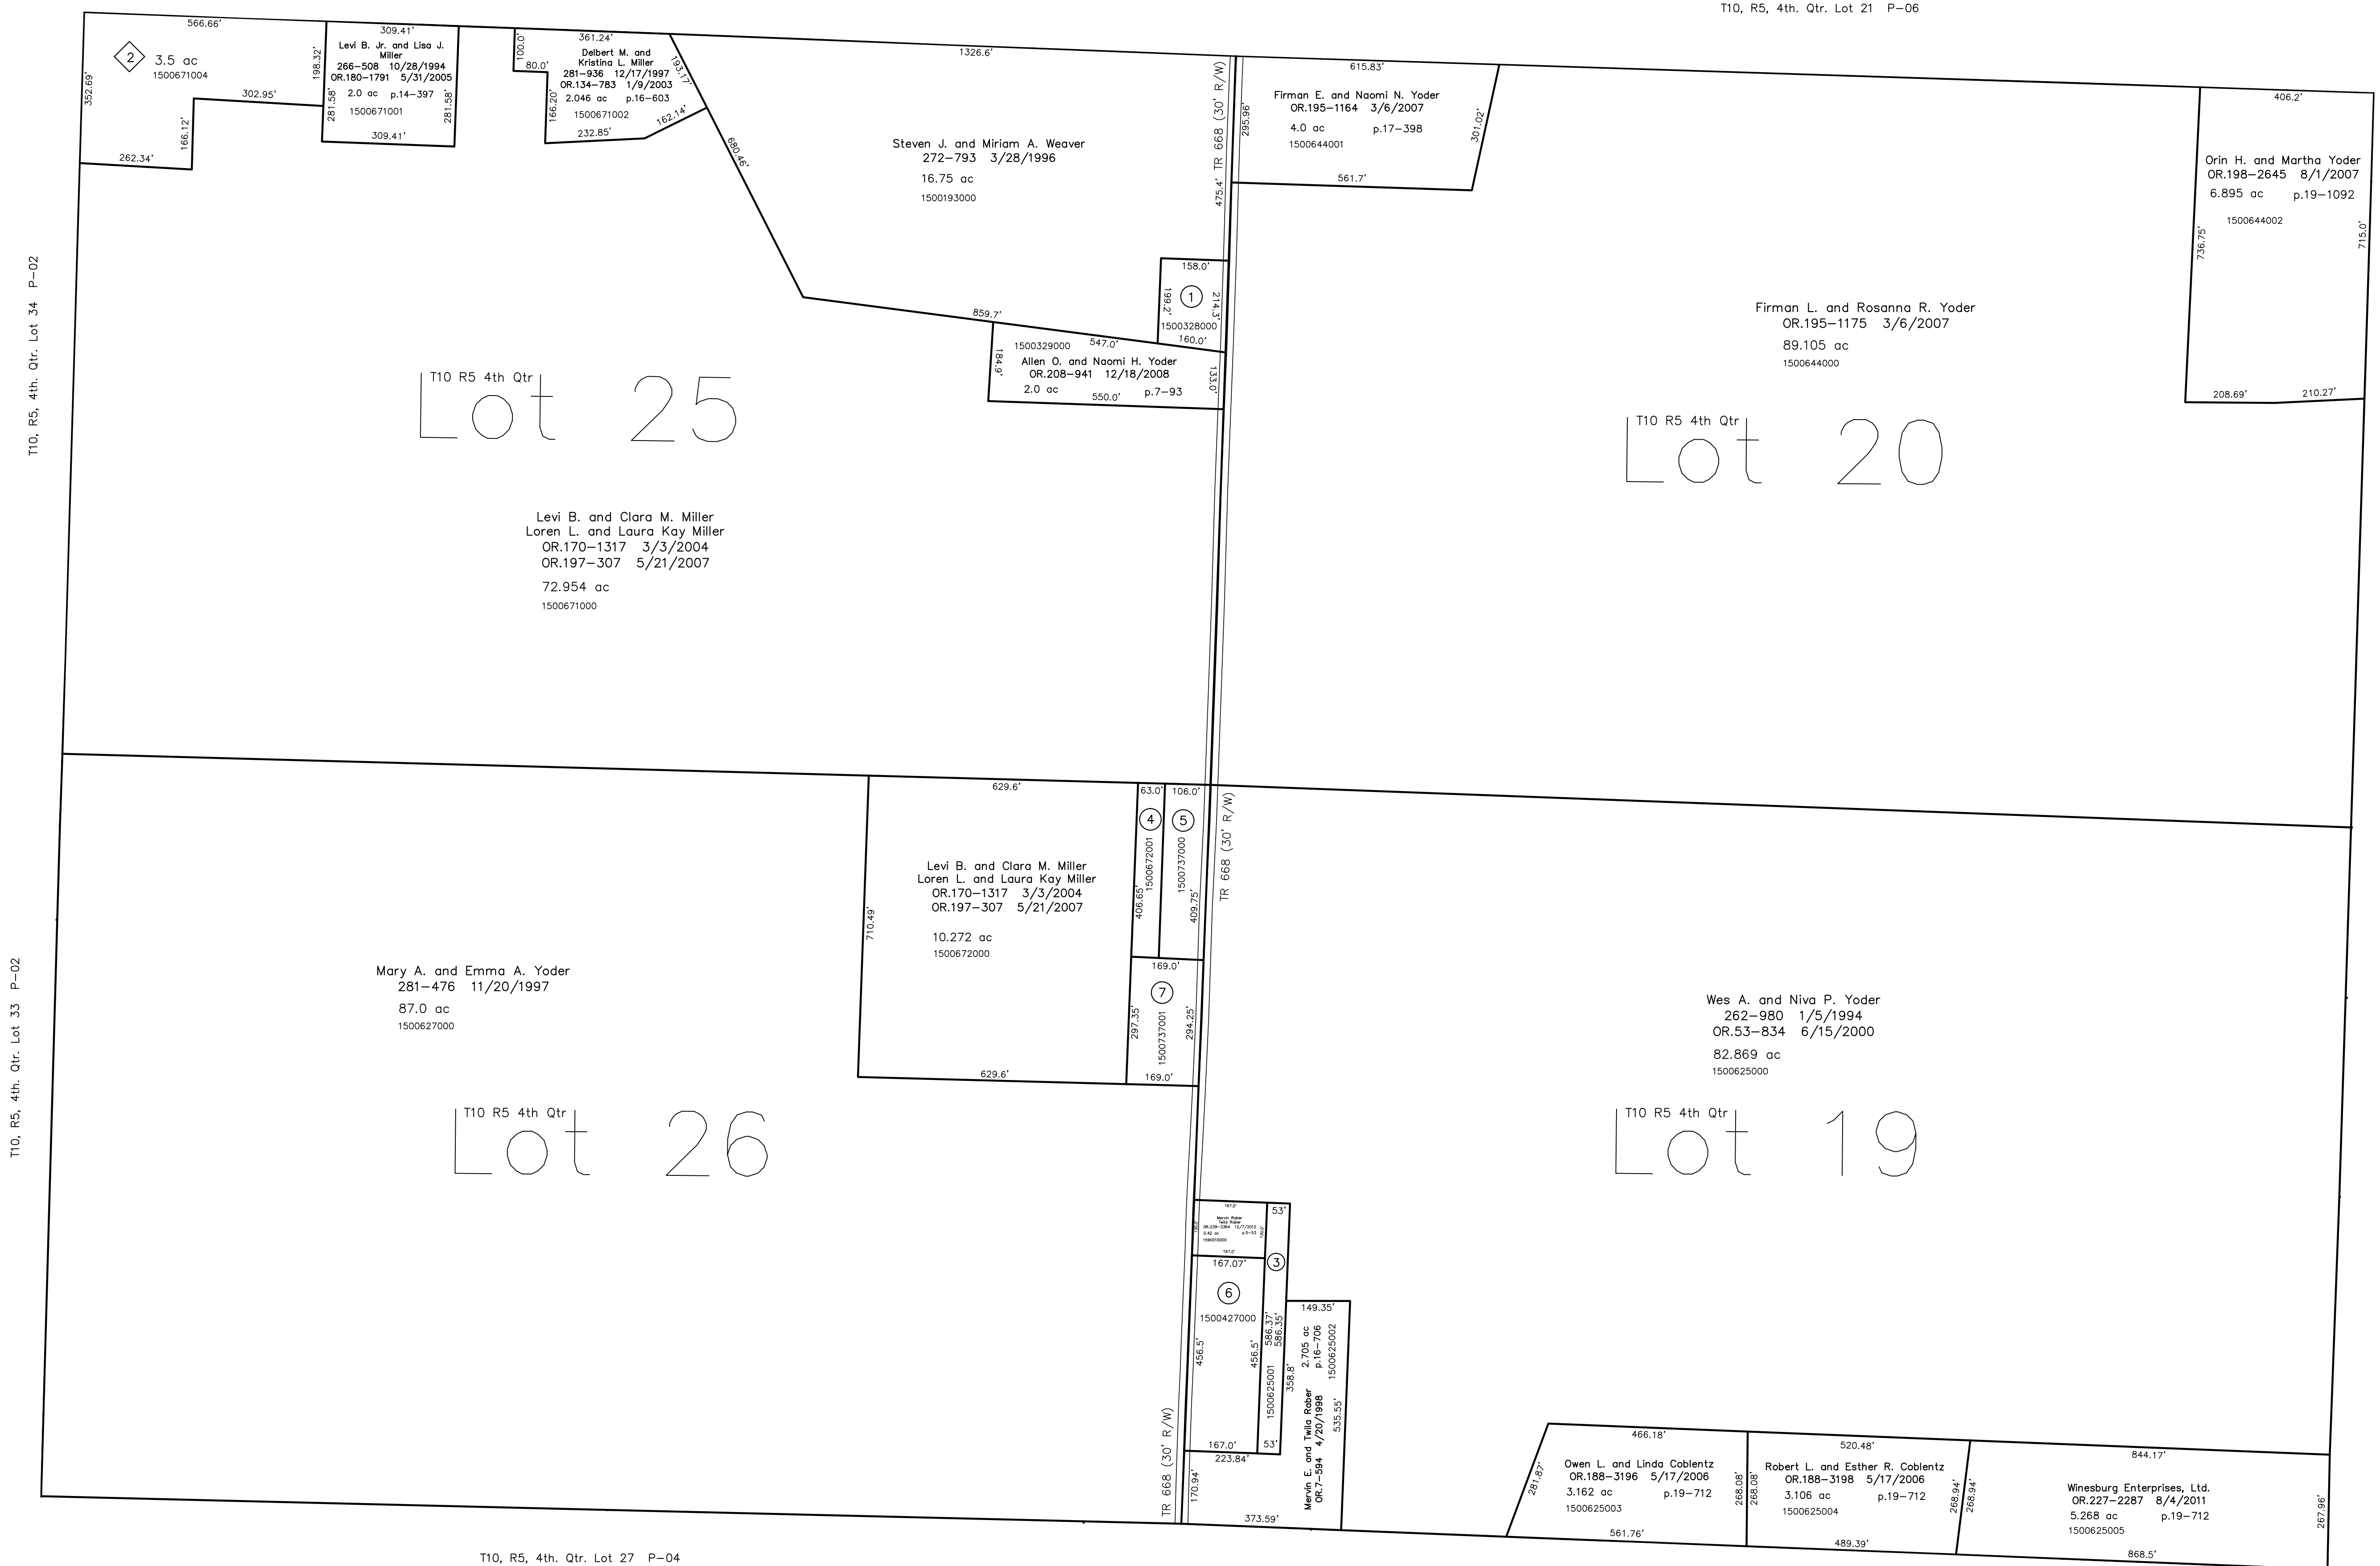 T10, R5, 4th. Qtr. Lot 21 P-06
566.66'
2
3.5 ac
1500671004
352.69'
302.95'
166.12'
262.34'
198.32'
309.41'
Levi B. Jr. and Lisa J.
Miller
266-508 10/28/1994
OR.180-1791 5/31/2005
2.0 ac p.14-397
1500671001
281.58'
281.58'
309.41'
100.0'
361.24'
80.0'
Delbert M. and
Kristina L. Miller
281-936 12/17/1997
OR.134-783 1/9/2003
2.046 ac p.16-603
1500671002
166.20'
232.85'
162.14'
193.17'
680.46'
1326.6'
Steven J. and Miriam A. Weaver
272-793 3/28/1996
16.75 ac
1500193000
475.4'
TR 668 (30' R/W)
158.0'
1
199.2'
214.3'
1500328000
160.0'
859.7'
1500329000 547.0'
Allen O. and Naomi H. Yoder
OR.208-941 12/18/2008
2.0 ac p.7-93
184.9'
133.0'
550.0'
615.83'
Firman E. and Naomi N. Yoder
OR.195-1164 3/6/2007
4.0 ac p.17-398
1500644001
295.96'
301.02'
561.7'
406.2'
Orin H. and Martha Yoder
OR.198-2645 8/1/2007
6.895 ac p.19-1092
1500644002
736.75'
715.0'
208.69'
210.27'
Firman L. and Rosanna R. Yoder
OR.195-1175 3/6/2007
89.105 ac
1500644000
T10 R5 4th Qtr
Lot 20
T10, R5, 4th. Qtr. Lot 34 P-02
T10 R5 4th Qtr
Lot 25
Levi B. and Clara M. Miller
Loren L. and Laura Kay Miller
OR.170-1317 3/3/2004
OR.197-307 5/21/2007
72.954 ac
1500671000
629.6'
63.0'
106.0'
4
5
1500672001
1500737000
406.65'
409.75'
TR 668 (30' R/W)
Levi B. and Clara M. Miller
Loren L. and Laura Kay Miller
OR.170-1317 3/3/2004
OR.197-307 5/21/2007
10.272 ac
1500672000
710.49'
629.6'
169.0'
7
297.35'
1500737001
294.25'
169.0'
Mary A. and Emma A. Yoder
281-476 11/20/1997
87.0 ac
1500627000
T10 R5 4th Qtr
Lot 26
T10, R5, 4th. Qtr. Lot 33 P-02
Wes A. and Niva P. Yoder
262-980 1/5/1994
OR.53-834 6/15/2000
82.869 ac
1500625000
T10 R5 4th Qtr
Lot 19
167.0'
Mervin Raber
Twila Raber
OR.239-3364 12/7/2012
0.42 ac
167.0'
53'
3
167.07'
6
1500427000
456.5'
456.5'
586.37'
586.35'
1500625001
167.0'
53'
223.84'
170.94'
373.59'
TR 668 (30' R/W)
149.35'
358.8'
Mervin E. and Twila Raber
OR.7-594 4/20/1998
2.705 ac
p.16-706
1500625002
535.55'
466.18'
281.87'
Owen L. and Linda Coblentz
OR.188-3196 5/17/2006
3.162 ac p.19-712
1500625003
268.08'
561.76'
520.48'
268.08'
Robert L. and Esther R. Coblentz
OR.188-3198 5/17/2006
3.106 ac p.19-712
1500625004
268.94'
489.39'
844.17'
268.94'
Winesburg Enterprises, Ltd.
OR.227-2287 8/4/2011
5.268 ac p.19-712
1500625005
267.96'
868.5'
T10, R5, 4th. Qtr. Lot 27 P-04